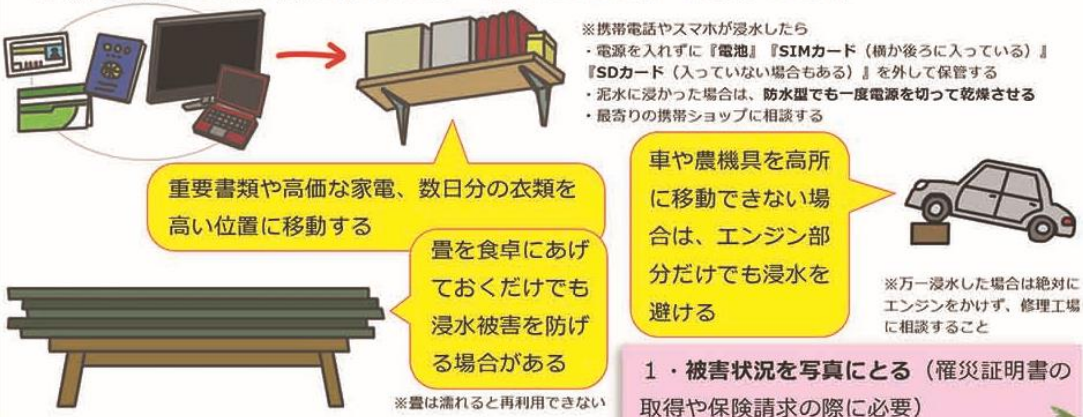 ※携帯電話やスマホが浸水したら
・電源を入れずに『電池』『SIMカード（横か後ろに入っている）』
『SDカード（入っていない場合もある）』を外して保管する
・泥水に浸かった場合は、防水型でも一度電源を切って乾燥させる
・最寄りの携帯ショップに相談する
重要書類や高価な家電、数日分の衣類を
高い位置に移動する
車や農機具を高所
に移動できない場
合は、エンジン部
分だけでも浸水を
避ける
※万一浸水した場合は絶対に
エンジンをかけず、修理工場
に相談すること
畳を食卓にあげ
ておくだけでも
浸水被害を防げ
る場合がある
※畳は濡れると再利用できない
１・被害状況を写真にとる（罹災証明書の
取得や保険請求の際に必要）